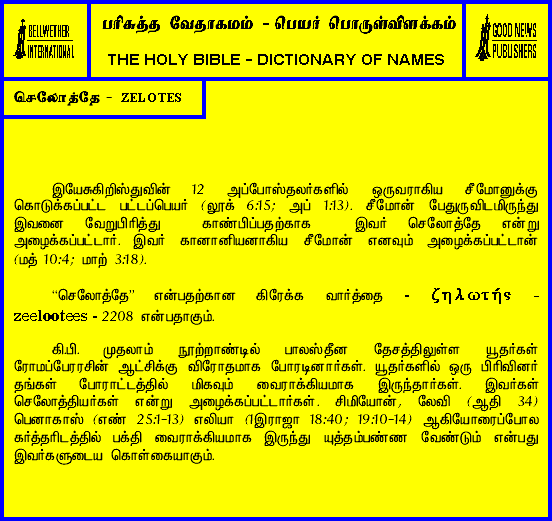 BELLWETHER
INTERNATIONAL
பரிசுத்த வேதாகமம் - பெயர் பொருள்விளக்கம்
THE HOLY BIBLE - DICTIONARY OF NAMES
GOOD NEWS
PUBLISHERS
செலோத்தே - ZELOTES
இயேசுகிறிஸ்துவின் 12 அப்போஸ்தலர்களில் ஒருவராகிய சீமோனுக்கு
கொடுக்கப்பட்ட பட்டப்பெயர் (லூக் 6:15; அப் 1:13). சீமோன் பேதுருவிடமிருந்து
இவனை வேறுபிரித்து காண்பிப்பதற்காக இவர் செலோத்தே என்று
அழைக்கப்பட்டார். இவர் கானானியனாகிய சீமோன் எனவும் அழைக்கப்பட்டான்
(மத் 10:4; மாற் 3:18).
“செலோத்தே” என்பதற்கான கிரேக்க வார்த்தை - ζηλωτής -
zeelootees - 2208 என்பதாகும்.
கி.பி. முதலாம் நூற்றாண்டில் பாலஸ்தீன தேசத்திலுள்ள யூதர்கள்
ரோமப்பேரரசின் ஆட்சிக்கு விரோதமாக போரடினார்கள். யூதர்களில் ஒரு பிரிவினர்
தங்கள் போராட்டத்தில் மிகவும் வைராக்கியமாக இருந்தார்கள். இவர்கள்
செலோத்தியர்கள் என்று அழைக்கப்பட்டார்கள். சிமியோன், லேவி (ஆதி 34)
பெனாகாஸ் (எண் 25:1-13) எலியா (1இராஜா 18:40; 19:10-14) ஆகியோரைப்போல
கர்த்தரிடத்தில் பக்தி வைராக்கியமாக இருந்து யுத்தம்பண்ண வேண்டும் என்பது
இவர்களுடைய கொள்கையாகும்.